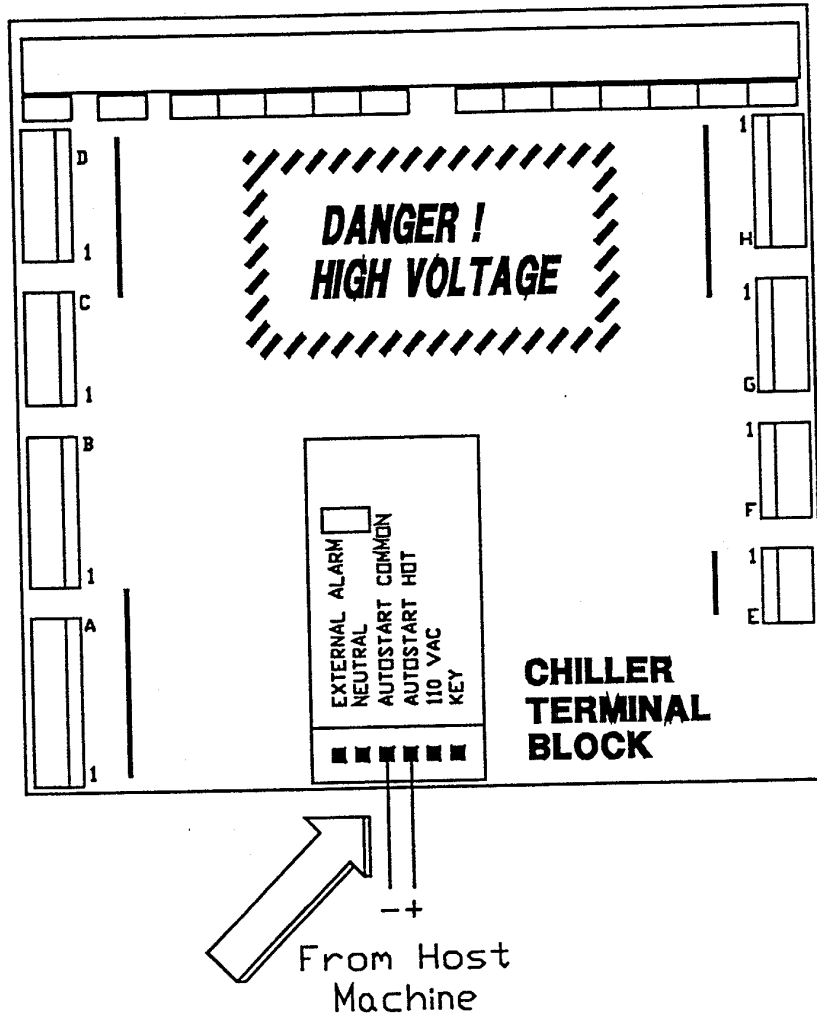 D
1
C
1
B
1
A
1
1
H
1
G
1
F
1
E
DANGER !
HIGH VOLTAGE
EXTERNAL ALARM
NEUTRAL
AUTOSTART COMMON
AUTOSTART HOT
110 VAC
KEY
CHILLER
TERMINAL
BLOCK
-+
From Host
Machine